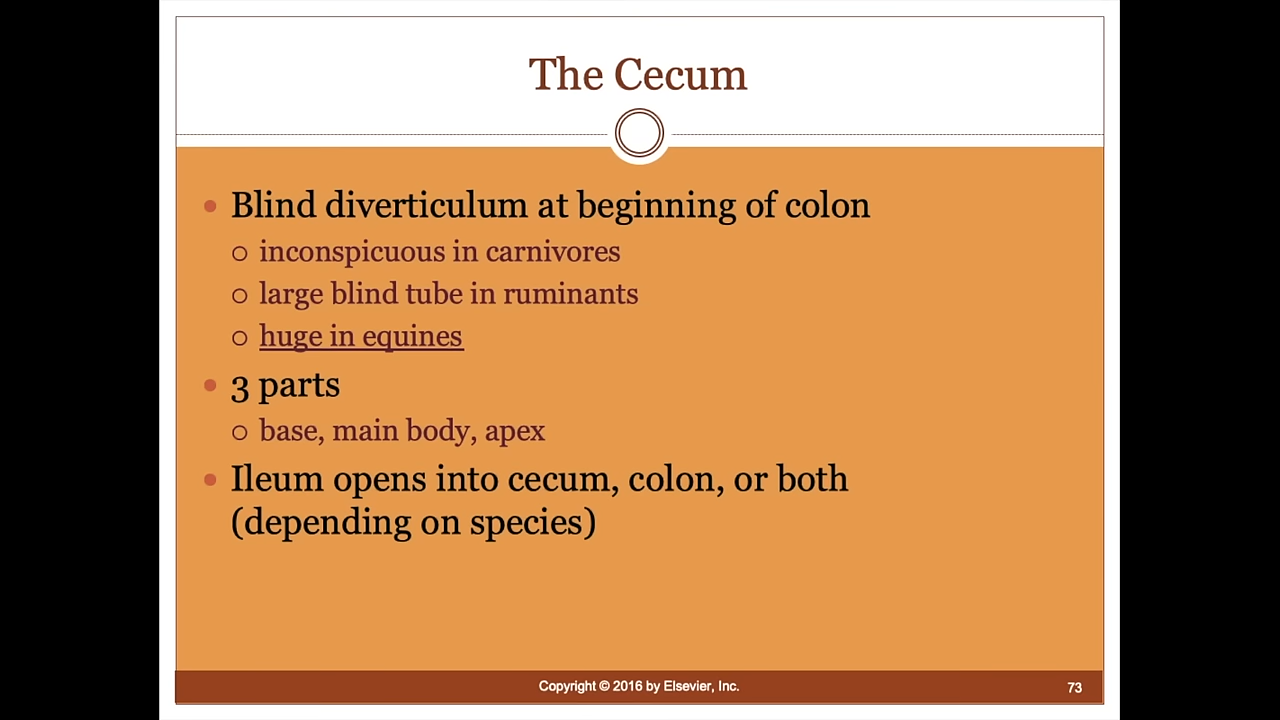 The Cecum
Blind diverticulum at beginning of colon
inconspicuous in carnivores
large blind tube in ruminants
huge in equines
3 parts
base, main body, apex
Ileum opens into cecum, colon, or both
(depending on species)
Copyright © 2016 by Elsevier, Inc.
73